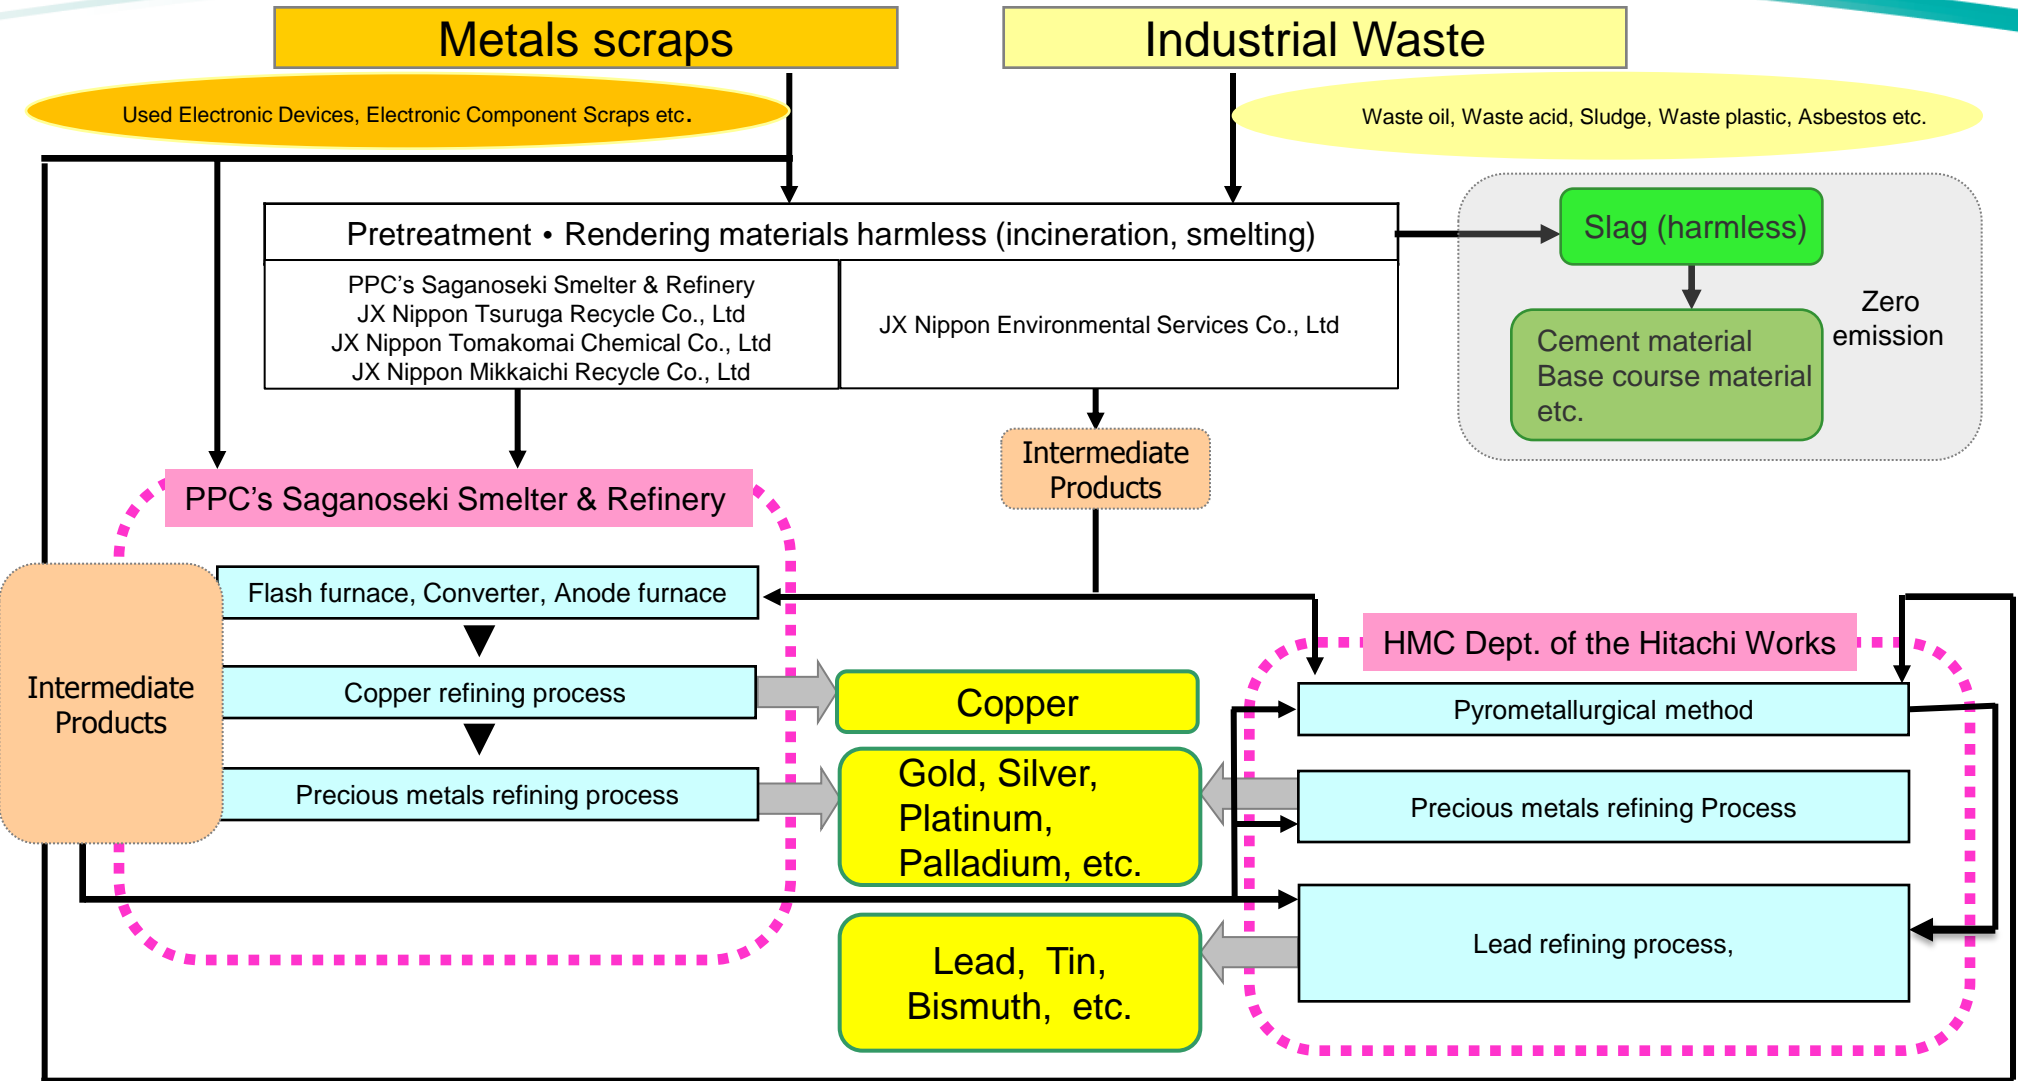 Metals scraps
Industrial Waste
Used Electronic Devices, Electronic Component Scraps etc.
Waste oil, Waste acid, Sludge, Waste plastic, Asbestos etc.
Pretreatment・Rendering materials harmless (incineration, smelting)
PPC's Saganoseki Smelter & Refinery
JX Nippon Tsuruga Recycle Co., Ltd
JX Nippon Tomakomai Chemical Co., Ltd
JX Nippon Mikkaichi Recycle Co., Ltd
JX Nippon Environmental Services Co., Ltd
Slag (harmless)
Cement material
Base course material
etc.
Zero
emission
Intermediate
Products
PPC's Saganoseki Smelter & Refinery
Intermediate
Products
Flash furnace, Converter, Anode furnace
Copper refining process
Precious metals refining process
Copper
Gold, Silver,
Platinum,
Palladium, etc.
Lead, Tin,
Bismuth, etc.
HMC Dept. of the Hitachi Works
Pyrometallurgical method
Precious metals refining Process
Lead refining process,